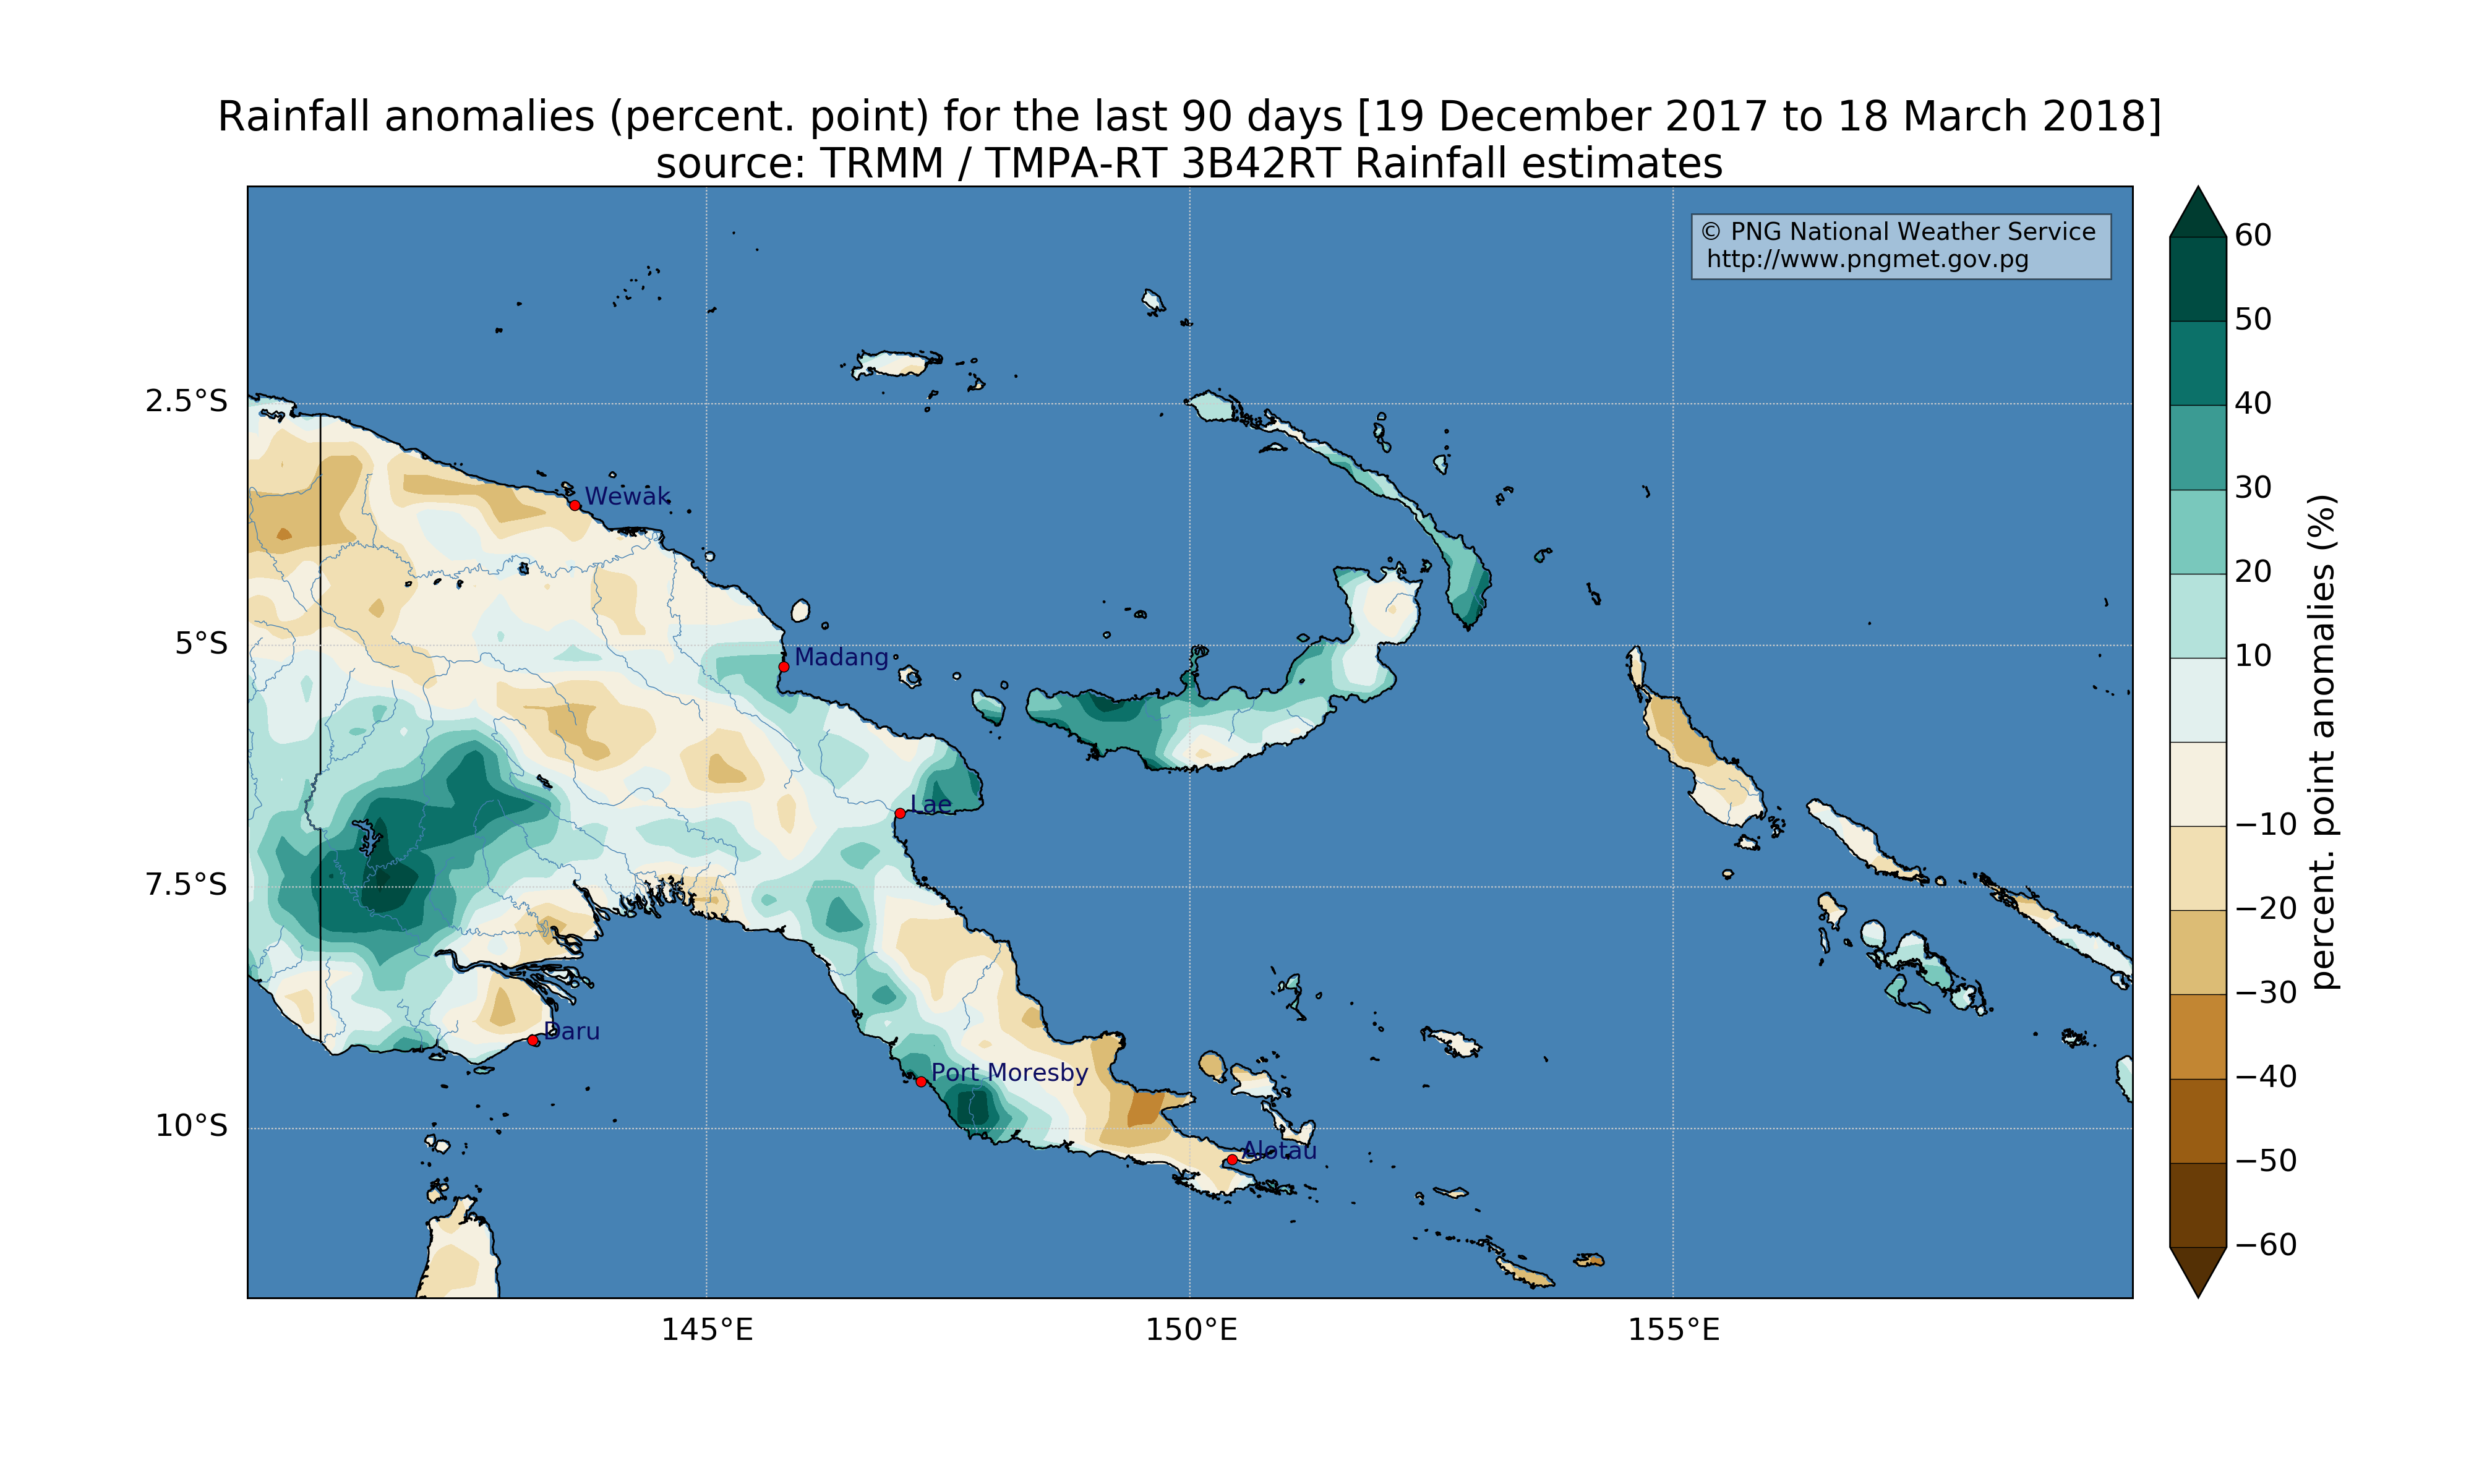 Rainfall anomalies (percent. point) for the last 90 days [19 December 2017 to 18 March 2018]
source: TRMM / TMPA-RT 3B42RT Rainfall estimates
© PNG National Weather Service
http://www.pngmet.gov.pg
2.5°S
5°S
7.5°S
10°S
145°E
150°E
155°E
Wewak
Madang
Lae
Daru
Port Moresby
Alotau
60
50
40
30
20
10
−10
−20
−30
−40
−50
−60
percent. point anomalies (%)